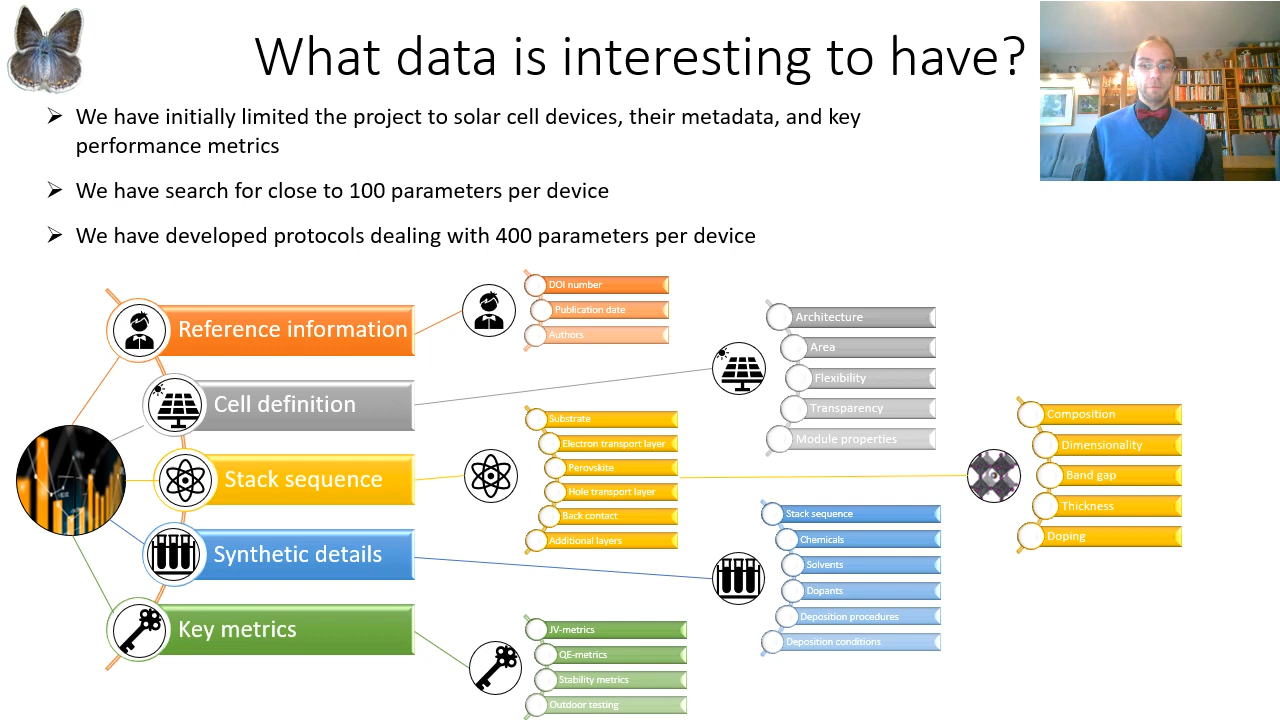 What data is interesting to have?
➢ We have initially limited the project to solar cell devices, their metadata, and key
performance metrics
➢ We have search for close to 100 parameters per device
➢ We have developed protocols dealing with 400 parameters per device
Reference information
DOI number
Publication date
Authors
Cell definition
Architecture
Area
Flexibility
Transparency
Module properties
Stack sequence
Substrate
Electron transport layer
Perovskite
Hole transport layer
Back contact
Additional layers
Composition
Dimensionality
Band gap
Thickness
Doping
Synthetic details
Stack sequence
Chemicals
Solvents
Dopants
Deposition procedures
Deposition conditions
Key metrics
JV-metrics
QE-metrics
Stability metrics
Outdoor testing